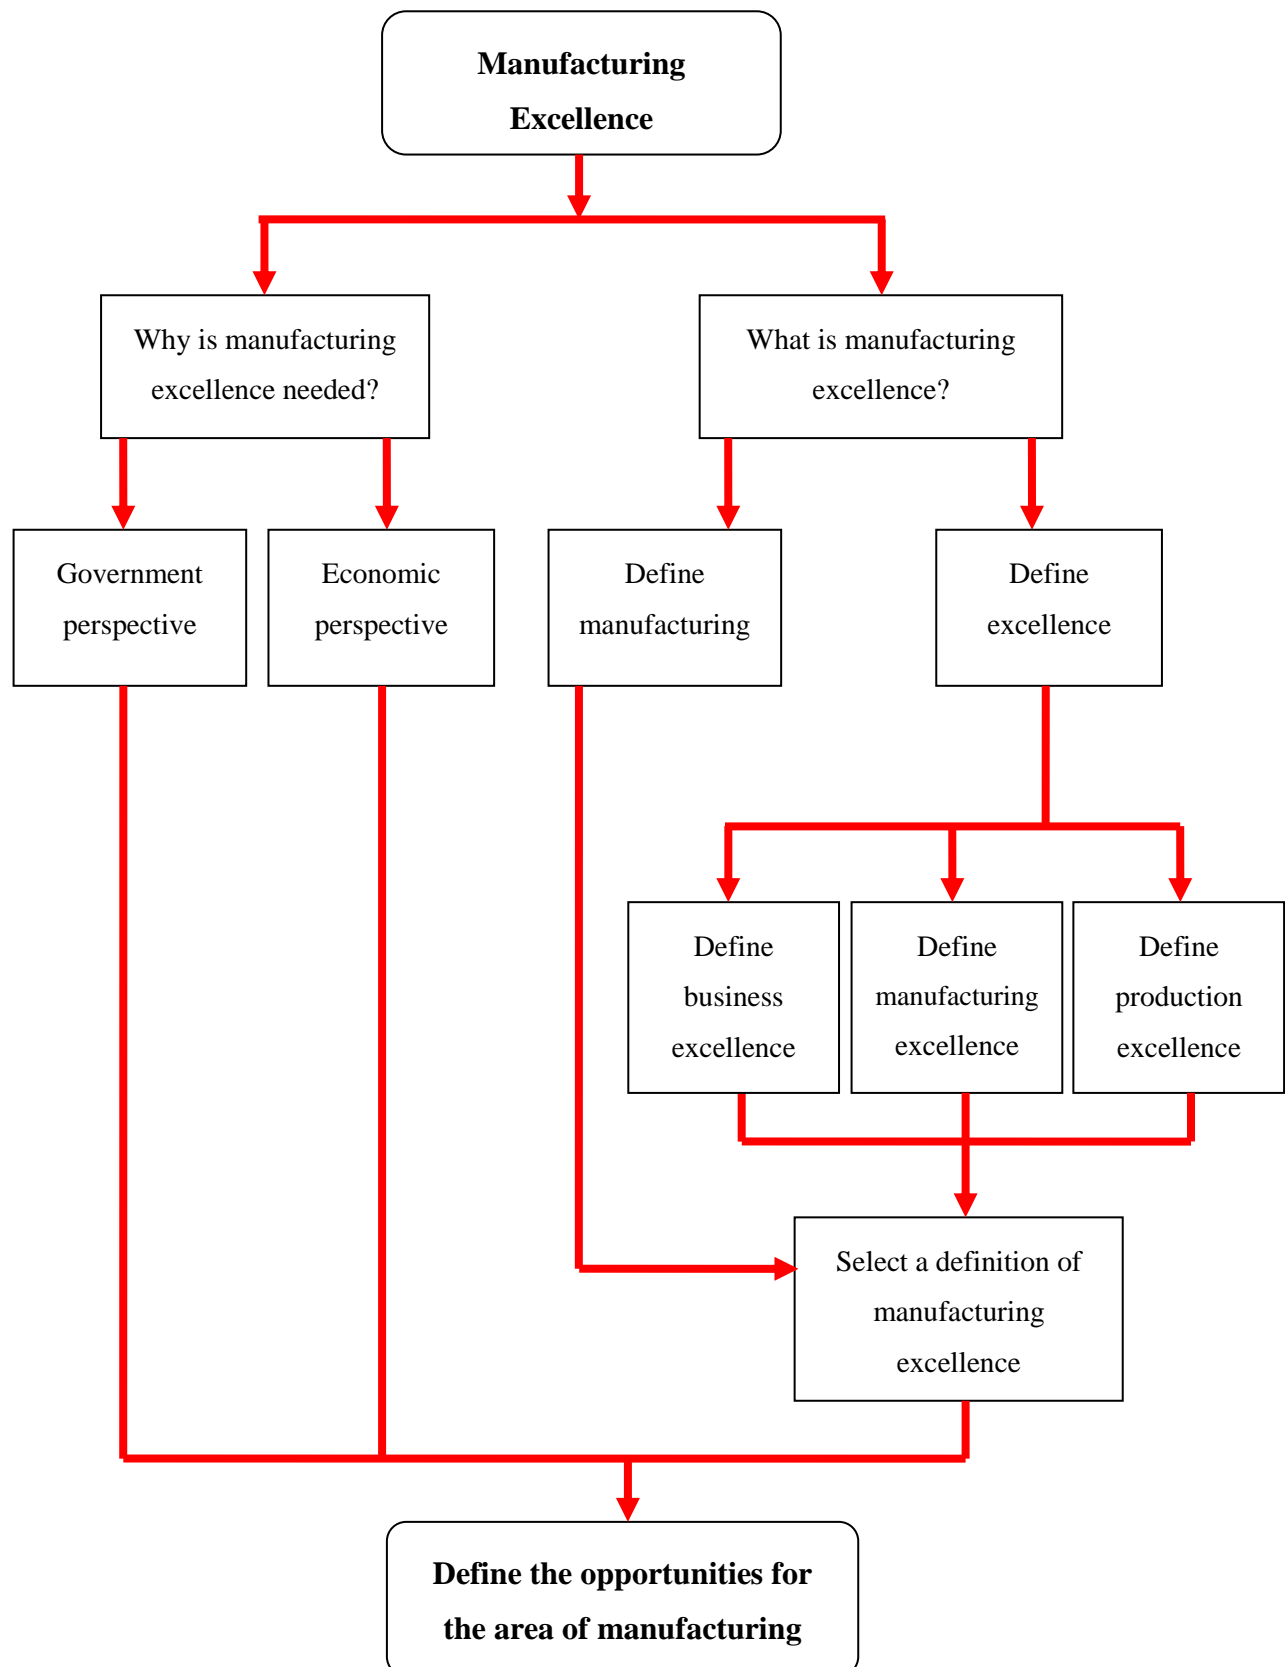 Manufacturing
Excellence
Why is manufacturing
excellence needed?
What is manufacturing
excellence?
Government
perspective
Economic
perspective
Define
manufacturing
Define
excellence
Define
business
excellence
Define
manufacturing
excellence
Define
production
excellence
Select a definition of
manufacturing
excellence
Define the opportunities for
the area of manufacturing